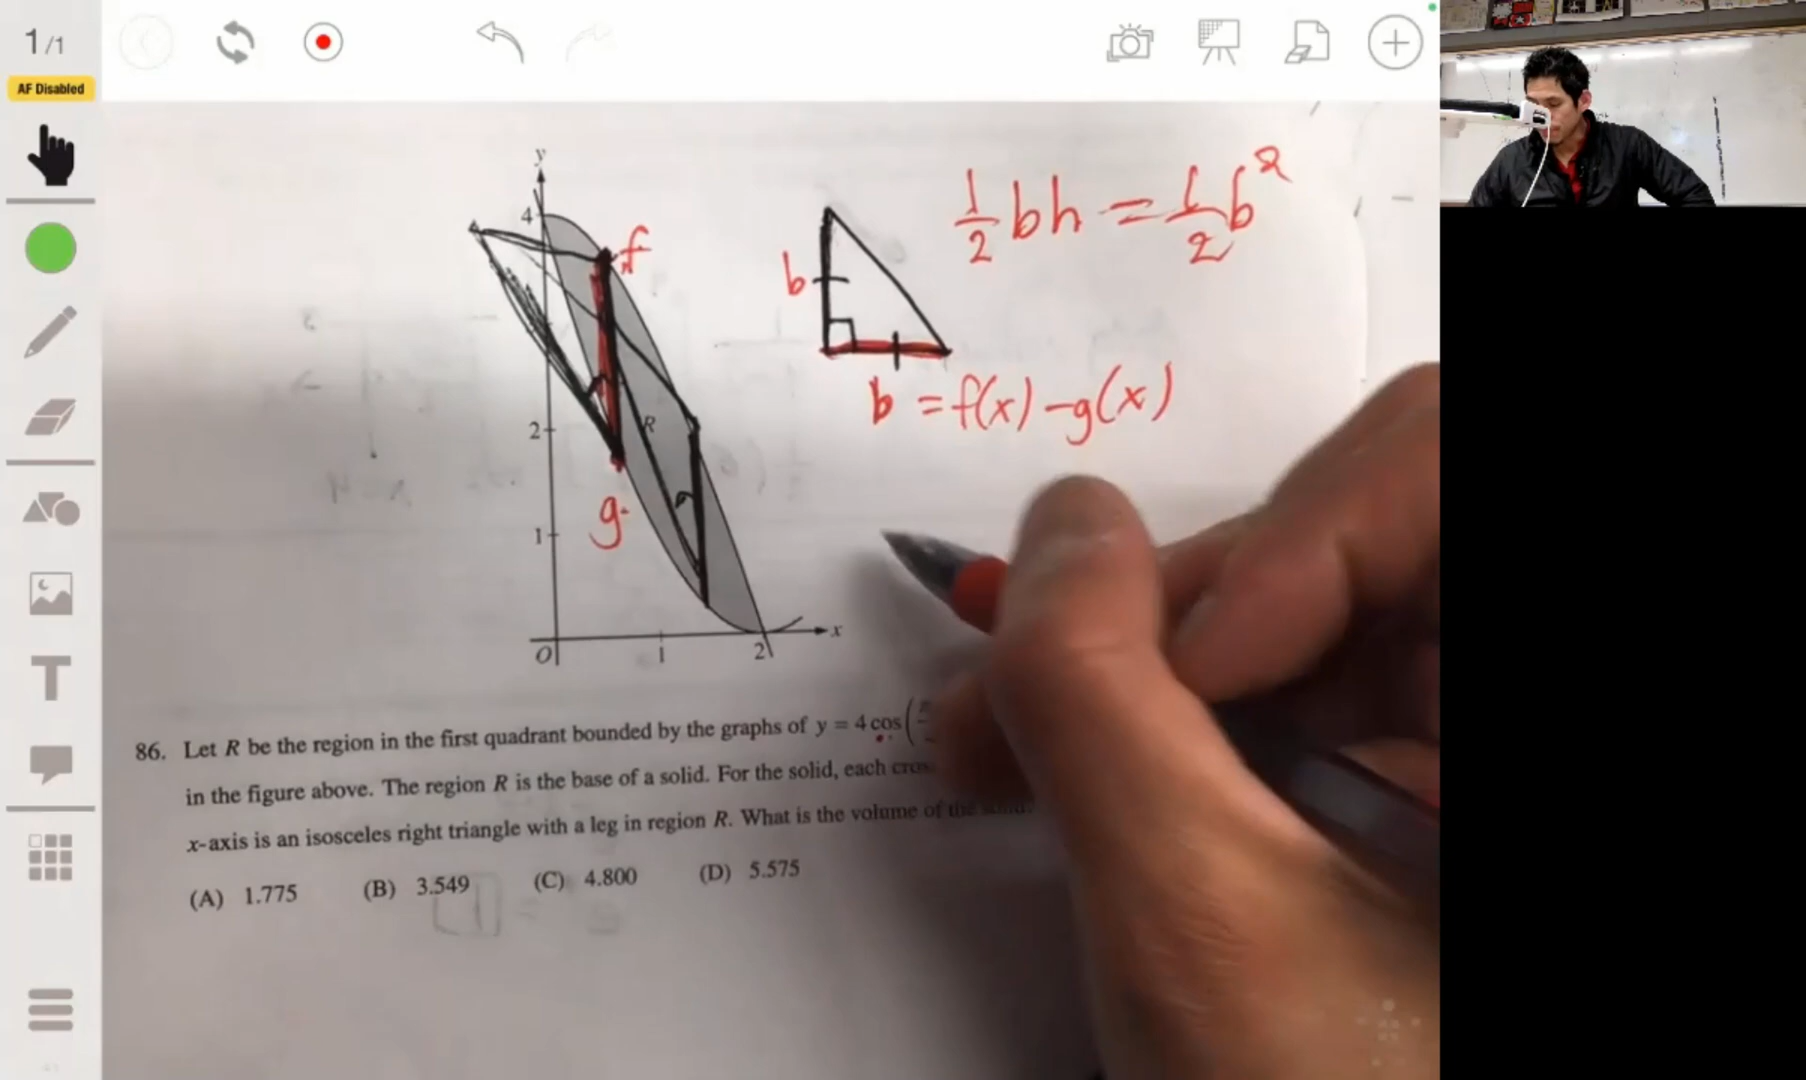 1/1
AF Disabled
T
y
4
f
b
1/2 bh = 1/2 b²
b = f(x) - g(x)
2
R
1
g
O
1
2
x
86. Let R be the region in the first quadrant bounded by the graphs of y = 4 cos(
in the figure above. The region R is the base of a solid. For the solid, each
x-axis is an isosceles right triangle with a leg in region R. What is the volume of the
(A) 1.775 (B) 3.549 (C) 4.800 (D) 5.575